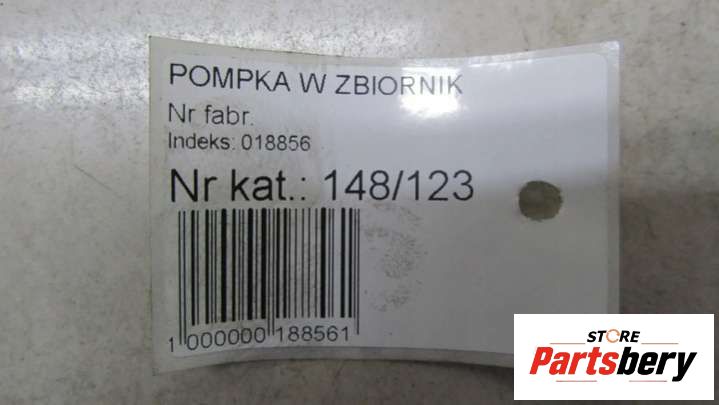 POMPKA W ZBIORNIK
Nr fabr.
Indeks: 018856
Nr kat.: 148/123
1 000000 188561
STORE
Partsbery